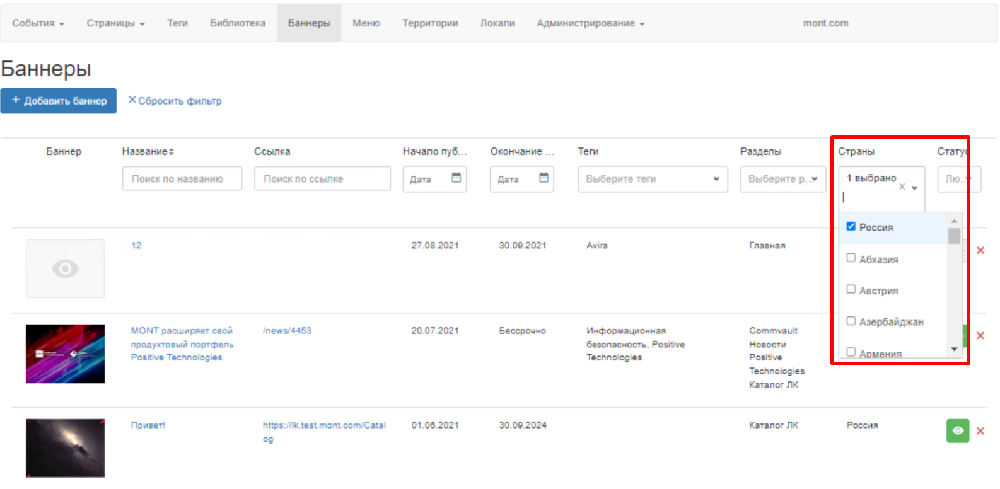 События Страницы Теги Библиотека Баннеры Меню Территории Локали Администрирование mont.com
Баннеры
+ Добавить баннер ×Сбросить фильтр
Баннер Название Ссылка Начало пуб... Окончание ... Теги Разделы Страны Статус
Поиск по названию Поиск по ссылке Дата Дата Выберите теги Выберите р... 1 выбрано × Лю...
Россия
Абхазия
Австрия
Азербайджан
Армения
12 27.08.2021 30.09.2021 Avira Главная
MONT расширяет свой /news/4453 20.07.2021 Бессрочно Информационная Commvault
продуктовый портфель безопасность, Positive Новости
Positive Technologies Technologies Positive
Technologies
Каталог ЛК
Привет! https://lk.test.mont.com/Catal 01.06.2021 30.09.2024 Каталог ЛК Россия
og